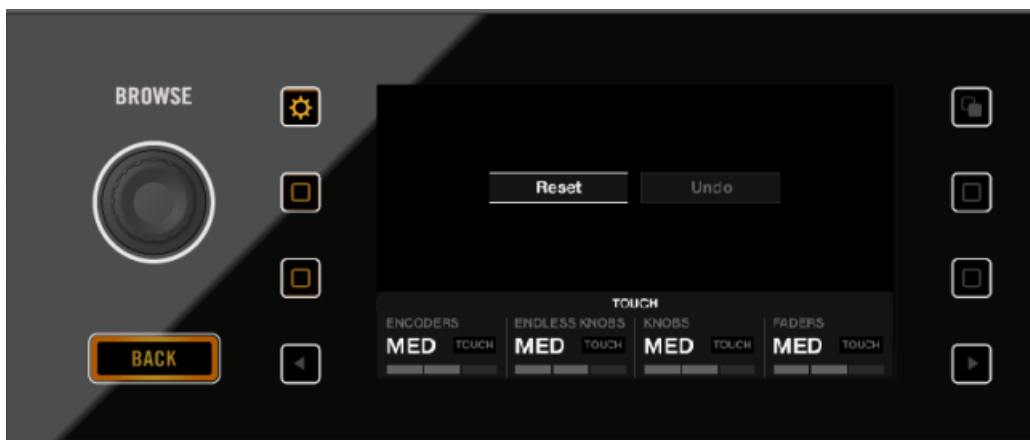 BROWSE
Reset Undo
TOUCH
ENCODERS ENDLESS KNOBS KNOBS FADERS
MED TOUCH MED TOUCH MED TOUCH MED TOUCH
BACK